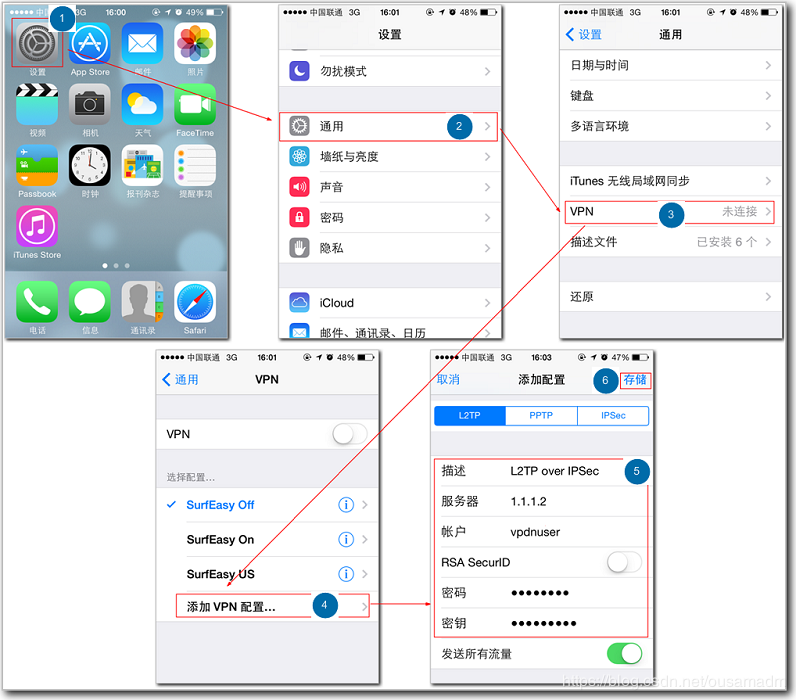 中国联通 3G 16:00 49%
1
设置 App Store 邮件 照片
视频 相机 天气 FaceTime
Passbook 时钟 报刊杂志 提醒事项
iTunes Store
电话 信息 通讯录 Safari
中国联通 3G 16:01 48%
设置
勿扰模式
通用 2
墙纸与亮度
声音
密码
隐私
iCloud
邮件、通讯录、日历
中国联通 3G 16:01 48%
设置 通用
日期与时间
键盘
多语言环境
iTunes 无线局域网同步
VPN 3 未连接
描述文件 已安装 6 个
还原
中国联通 3G 16:01 48%
通用 VPN
VPN
选择配置...
SurfEasy Off
SurfEasy On
SurfEasy US
添加 VPN 配置... 4
中国联通 3G 16:03 47%
取消 添加配置 6 存储
L2TP PPTP IPSec
描述 L2TP over IPSec 5
服务器 1.1.1.2
帐户 vpdnuser
RSA SecurID
密码 ●●●●●●●●
密钥 ●●●●●●●●●
发送所有流量
https://blog.csdn.net/ousamadm